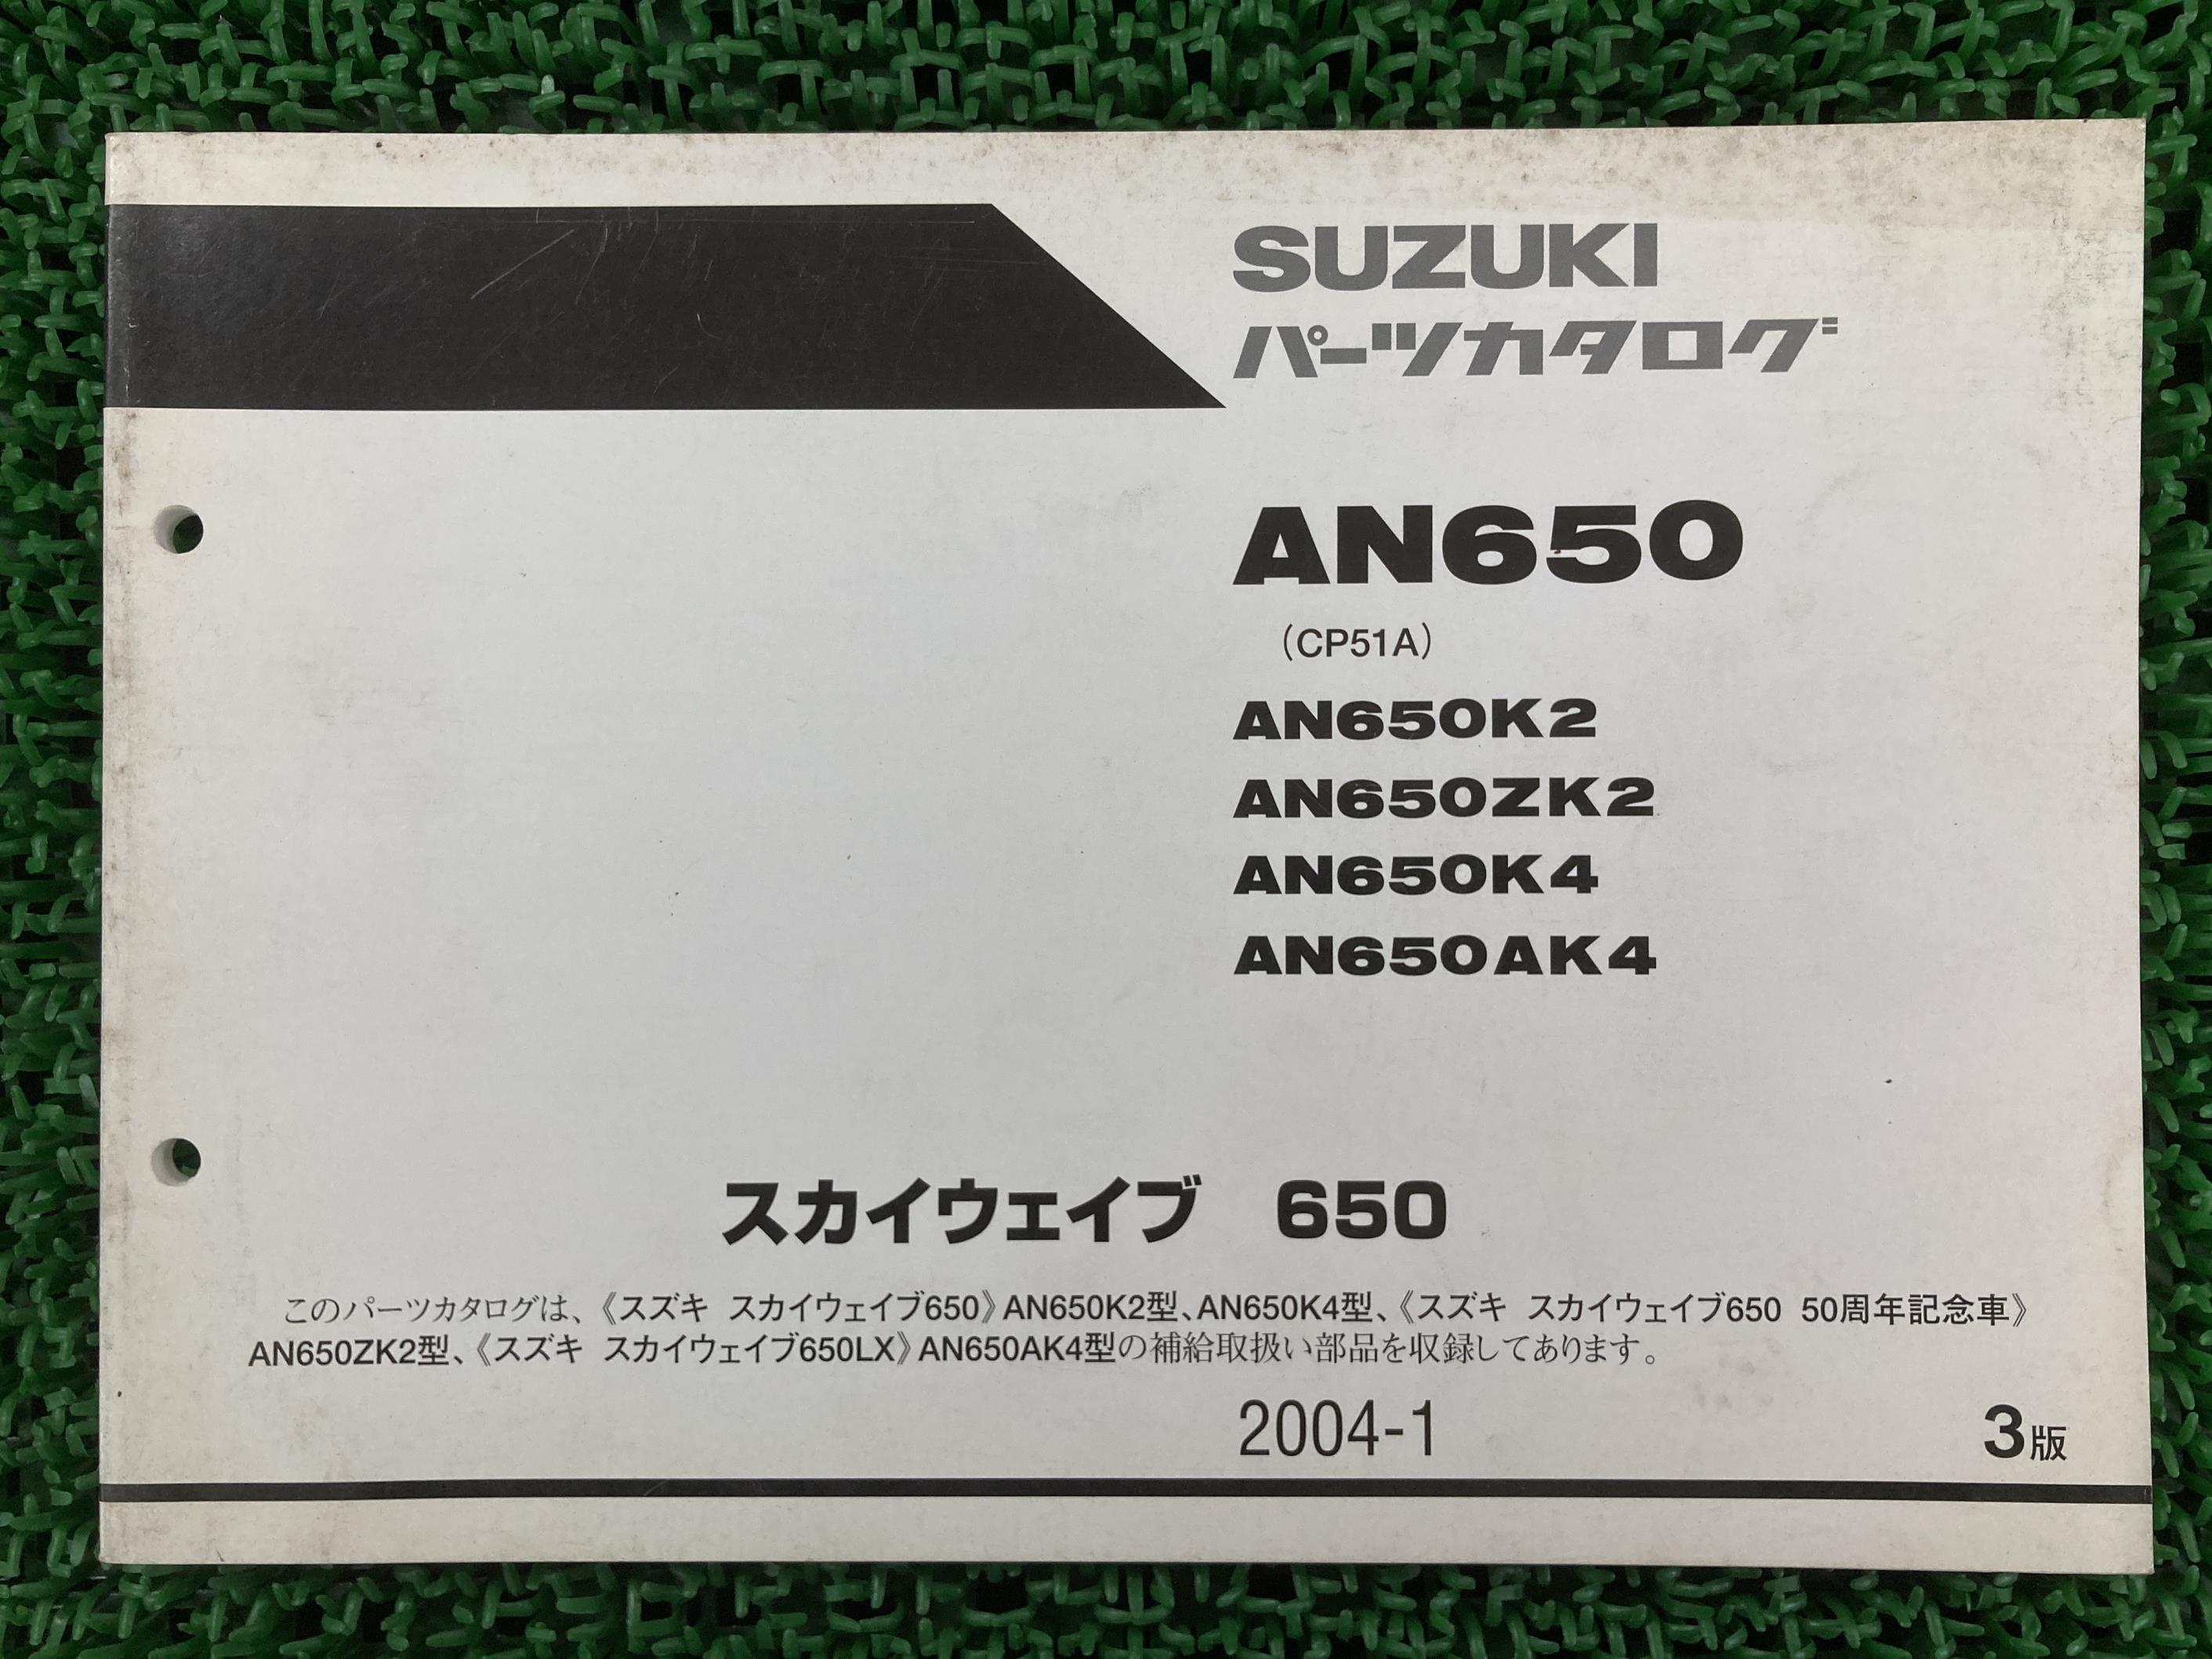 SUZUKI
パーツカタログ
AN650
(CP51A)
AN650K2
AN650ZK2
AN650K4
AN650AK4
スカイウェイブ 650
このパーツカタログは、《スズキ スカイウェイブ650》AN650K2型、AN650K4型、《スズキ スカイウェイブ650 50周年記念車》
AN650ZK2型、《スズキ スカイウェイブ650LX》AN650AK4型の補給取扱い部品を収録してあります。
2004-1
3版